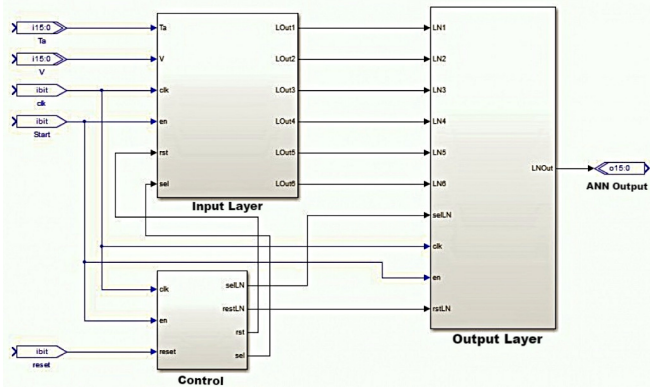 i15:0
Ta
i15:0
V
ibit
clk
ibit
Start
Ta
V
clk
en
rst
sel
LOut1
LOut2
LOut3
LOut4
LOut5
LOut6
Input Layer
LN1
LN2
LN3
LN4
LN5
LN6
selLN
clk
en
rstLN
LNOut
Output Layer
o15:0
ANN Output
clk
en
reset
selLN
restLN
rst
sel
Control
ibit
reset